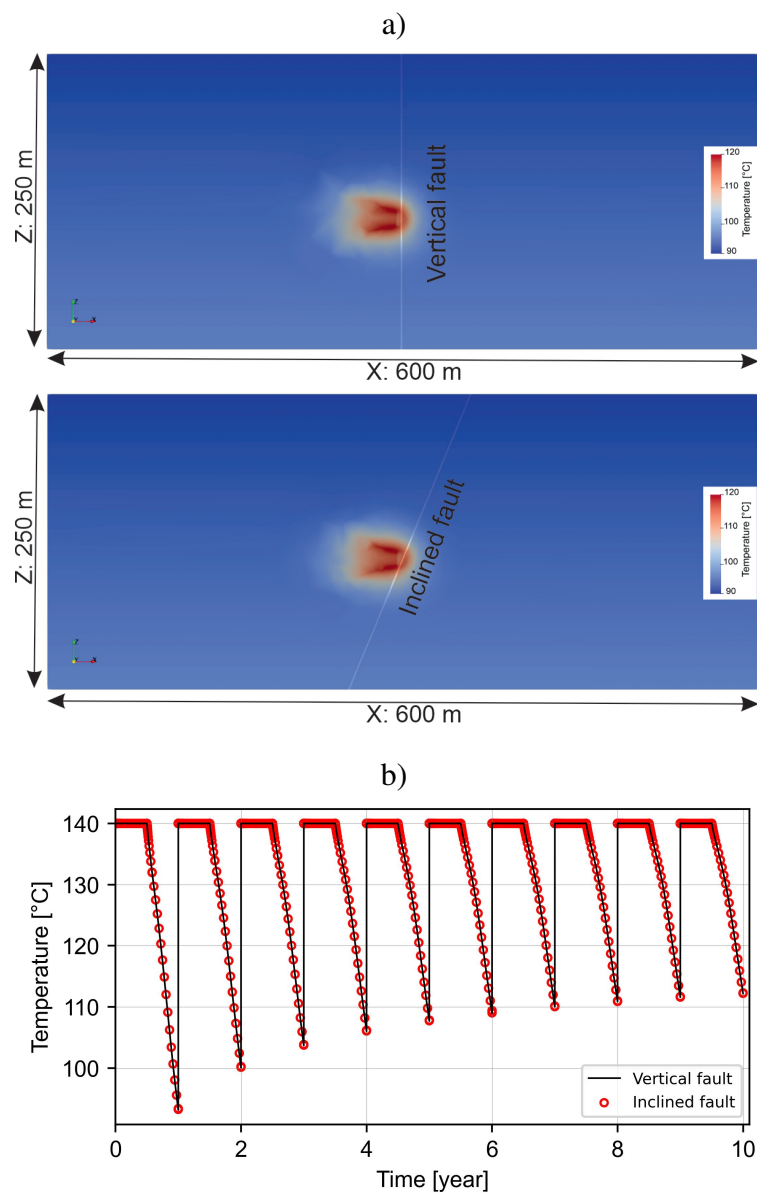 a)
Z: 250 m
Vertical fault
120
110
100
90
Temperature [°C]
Z
Y
X
X: 600 m
Z: 250 m
Inclined fault
120
110
100
90
Temperature [°C]
Z
Y
X
X: 600 m
b)
140
130
120
110
100
Temperature [°C]
Vertical fault
Inclined fault
0 2 4 6 8 10
Time [year]